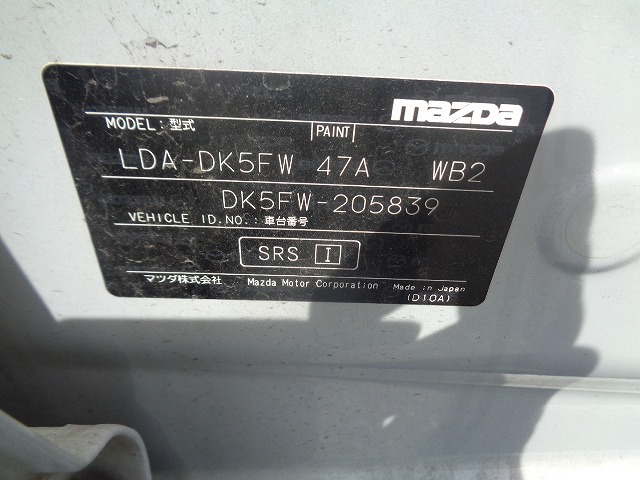 mazda
MODEL:型式 PAINT
LDA-DK5FW 47A WB2
DK5FW-205839
VEHICLE ID.NO.:車台番号
SRS I
マツダ株式会社 Mazda Motor Corporation Made in Japan
(D10A)